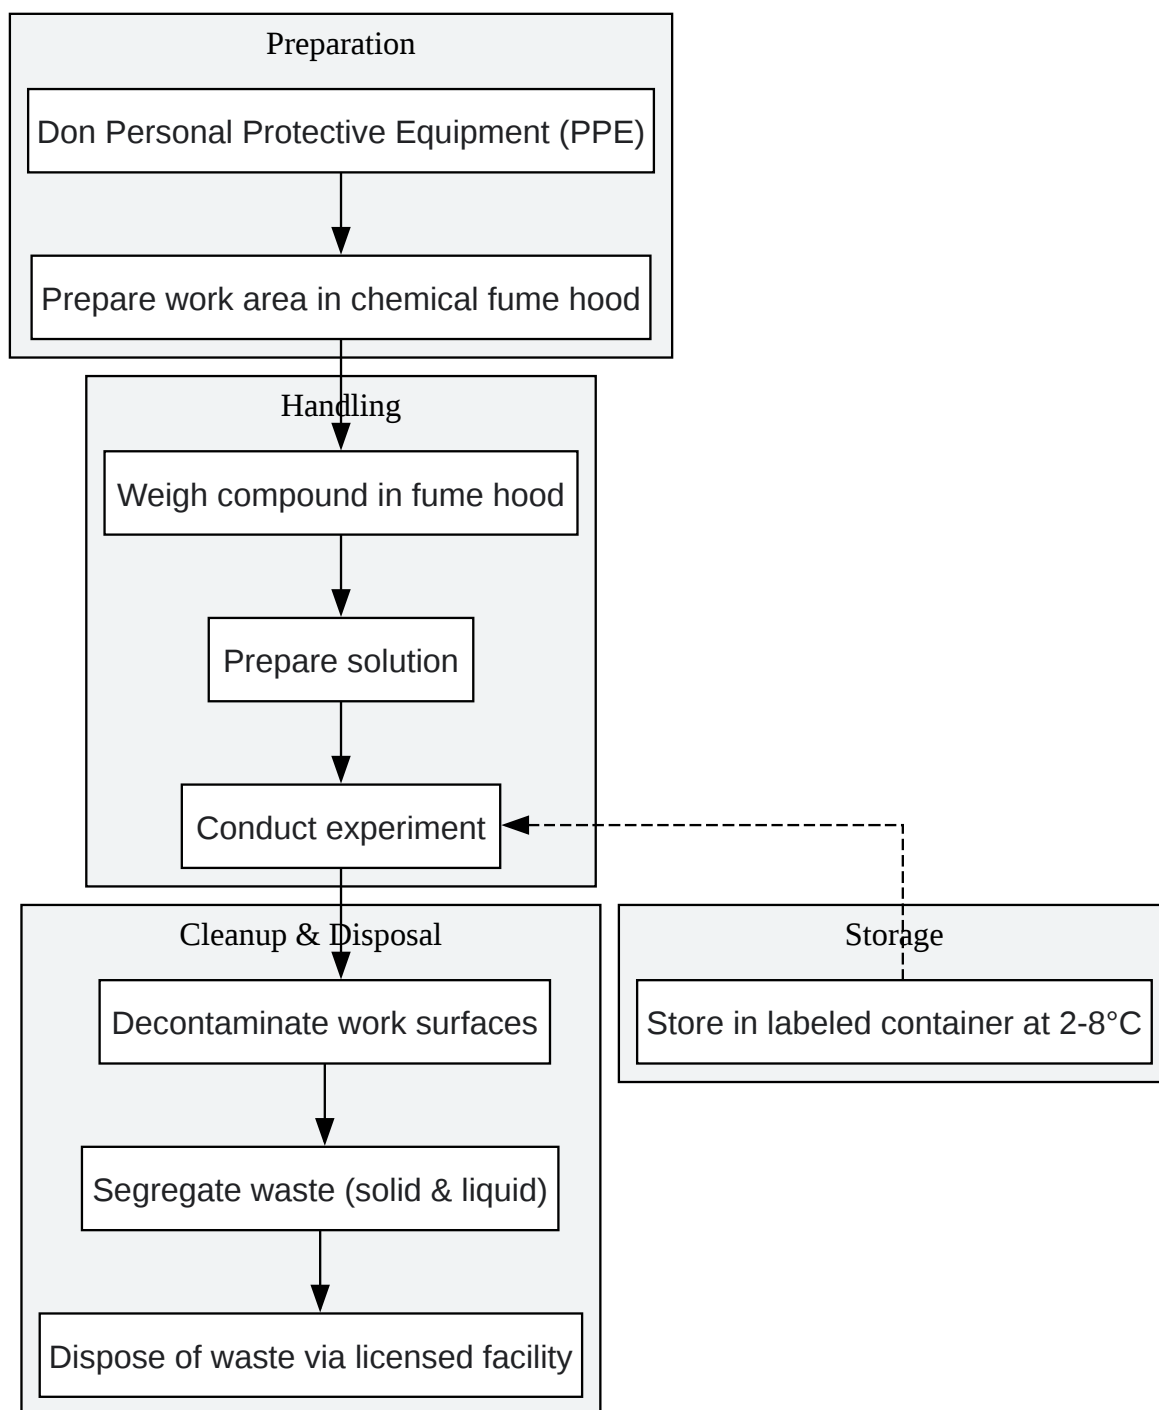 Preparation
Don Personal Protective Equipment (PPE)
Prepare work area in chemical fume hood
Handling
Weigh compound in fume hood
Prepare solution
Conduct experiment
Cleanup & Disposal
Decontaminate work surfaces
Segregate waste (solid & liquid)
Dispose of waste via licensed facility
Storage
Store in labeled container at 2-8°C